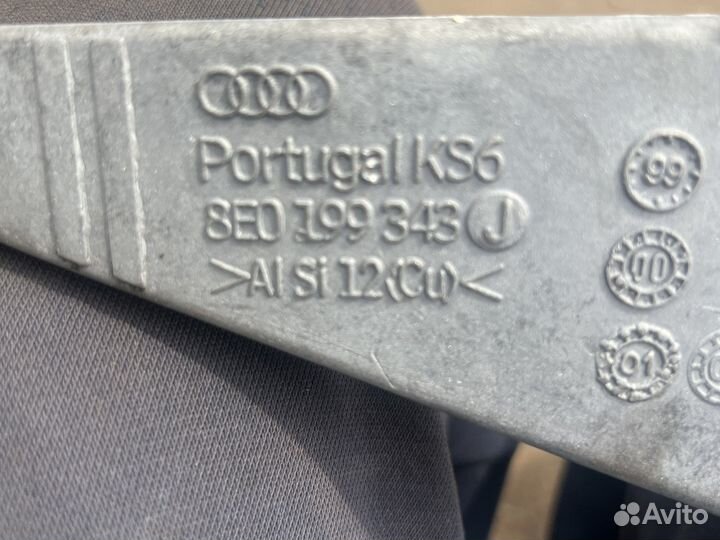 Portugal KS6
8E0 199 343 J
>Al Si 12(Cu)<
99
00
01
Avito